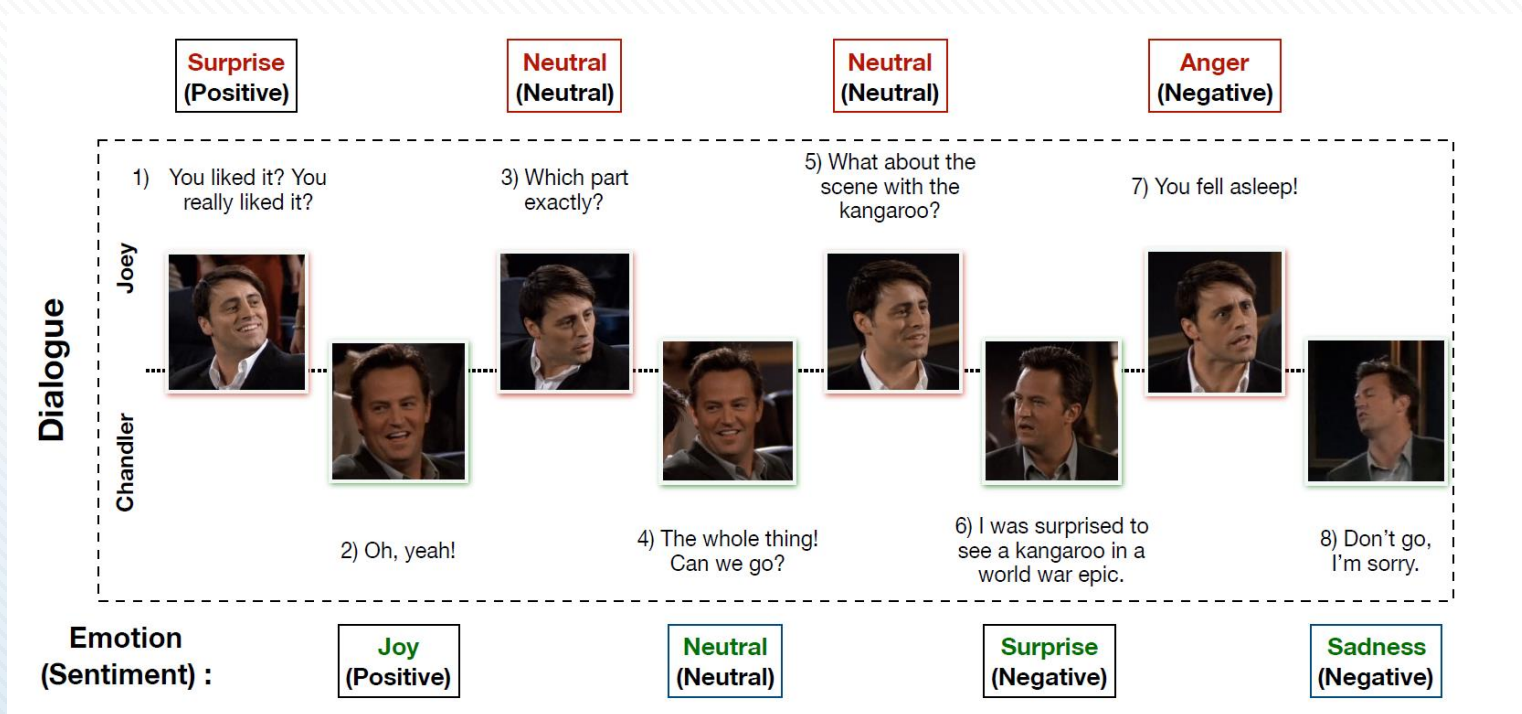 Surprise
(Positive)
Neutral
(Neutral)
Neutral
(Neutral)
Anger
(Negative)
1) You liked it? You
really liked it?
3) Which part
exactly?
5) What about the
scene with the
kangaroo?
7) You fell asleep!
Dialogue
Joey
Chandler
2) Oh, yeah!
4) The whole thing!
Can we go?
6) I was surprised to
see a kangaroo in a
world war epic.
8) Don't go,
I'm sorry.
Emotion
(Sentiment) :
Joy
(Positive)
Neutral
(Neutral)
Surprise
(Negative)
Sadness
(Negative)